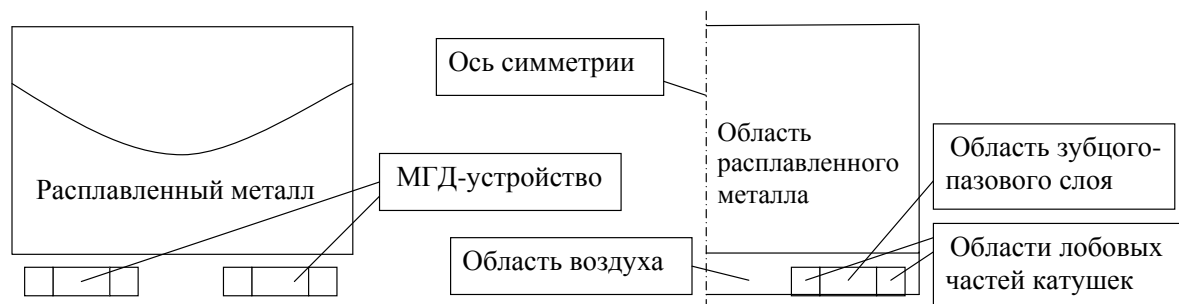 Расплавленный металл
МГД-устройство
Ось симметрии
Область
расплавленного
металла
Область воздуха
Область зубцого-
пазового слоя
Области лобовых
частей катушек